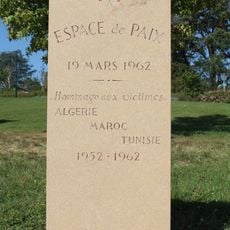 ESPACE de PAIX
19 MARS 1962
Hommage aux victimes
ALGERIE
MAROC
TUNISIE
1952-1962